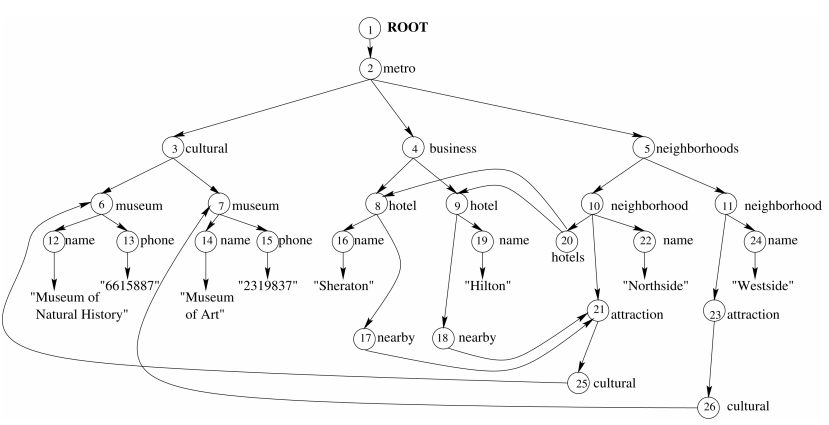 1 ROOT
2 metro
3 cultural 4 business 5 neighborhoods
6 museum 7 museum 8 hotel 9 hotel 10 neighborhood 11 neighborhood
12 name 13 phone 14 name 15 phone 16 name 19 name 20 hotels 22 name 24 name
"Museum of
Natural History"
"6615887"
"Museum
of Art"
"2319837"
"Sheraton"
"Hilton"
"Northside"
"Westside"
21 attraction 23 attraction
17 nearby 18 nearby
25 cultural
26 cultural